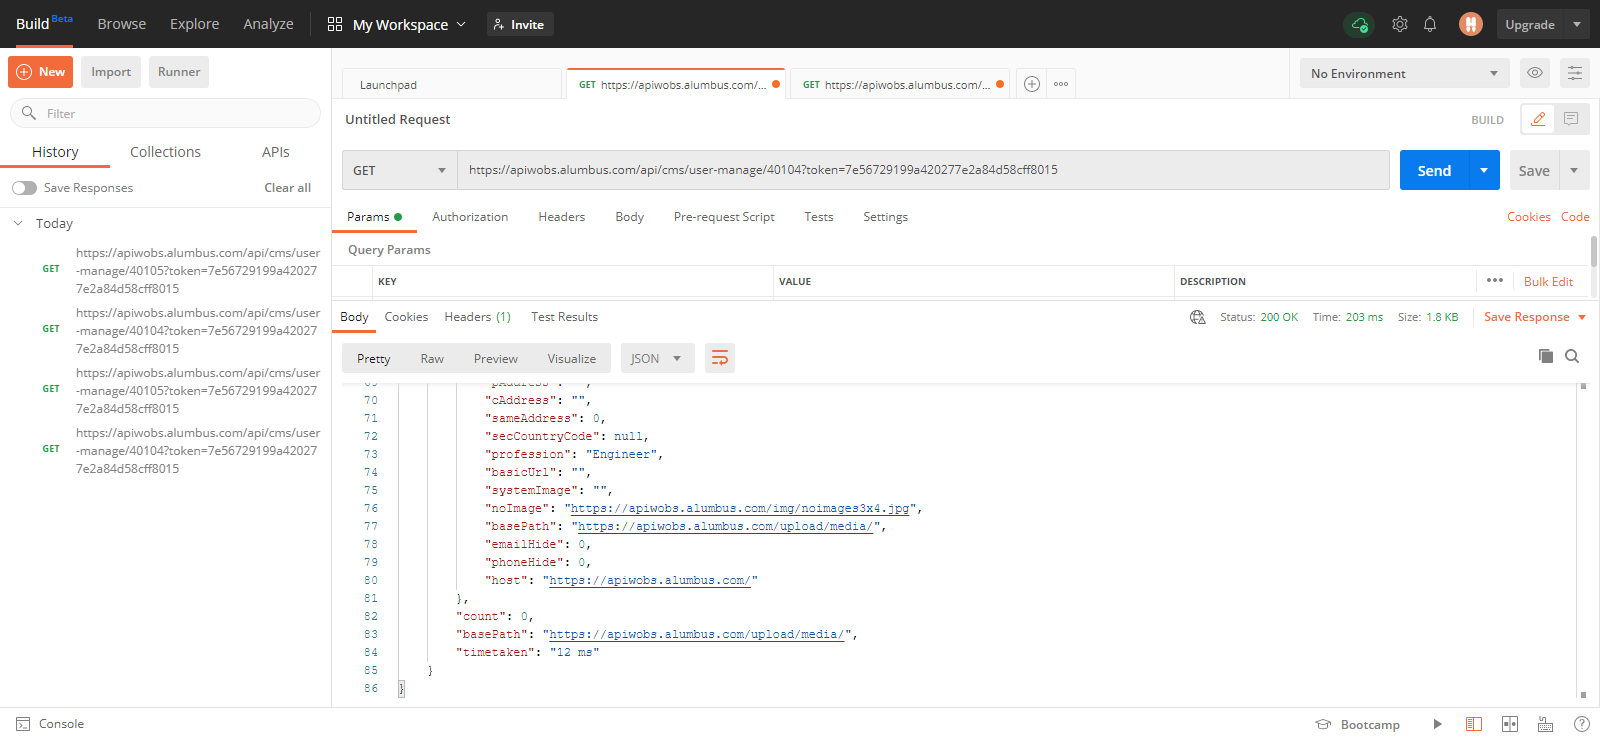 Build Beta Browse Explore Analyze My Workspace Invite Upgrade
New Import Runner
Launchpad GET https://apiwobs.alumbus.com/... GET https://apiwobs.alumbus.com/... No Environment
Filter
Untitled Request BUILD
History Collections APIs
GET https://apiwobs.alumbus.com/api/cms/user-manage/40104?token=7e56729199a420277e2a84d58cff8015 Send Save
Save Responses Clear all
Params Authorization Headers Body Pre-request Script Tests Settings Cookies Code
Today
Query Params
KEY VALUE DESCRIPTION Bulk Edit
GET https://apiwobs.alumbus.com/api/cms/user
-manage/40105?token=7e56729199a42027
7e2a84d58cff8015
GET https://apiwobs.alumbus.com/api/cms/user
-manage/40104?token=7e56729199a42027
7e2a84d58cff8015
GET https://apiwobs.alumbus.com/api/cms/user
-manage/40105?token=7e56729199a42027
7e2a84d58cff8015
GET https://apiwobs.alumbus.com/api/cms/user
-manage/40104?token=7e56729199a42027
7e2a84d58cff8015
Body Cookies Headers (1) Test Results Status: 200 OK Time: 203 ms Size: 1.8 KB Save Response
Pretty Raw Preview Visualize JSON
70 "cAddress": "",
71 "sameAddress": 0,
72 "secCountryCode": null,
73 "profession": "Engineer",
74 "basicUrl": "",
75 "systemImage": "",
76 "noImage": "https://apiwobs.alumbus.com/img/noimages3x4.jpg",
77 "basePath": "https://apiwobs.alumbus.com/upload/media/",
78 "emailHide": 0,
79 "phoneHide": 0,
80 "host": "https://apiwobs.alumbus.com/"
81 },
82 "count": 0,
83 "basePath": "https://apiwobs.alumbus.com/upload/media/",
84 "timetaken": "12 ms"
85 }
86 }
Console Bootcamp